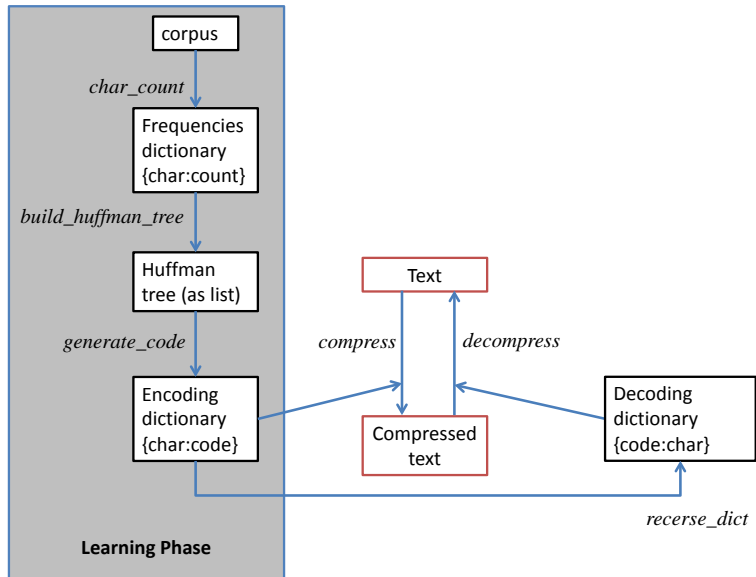 corpus
char_count
Frequencies
dictionary
{char:count}
build_huffman_tree
Huffman
tree (as list)
generate_code
Encoding
dictionary
{char:code}
Learning Phase
Text
compress
decompress
Compressed
text
Decoding
dictionary
{code:char}
recerse_dict